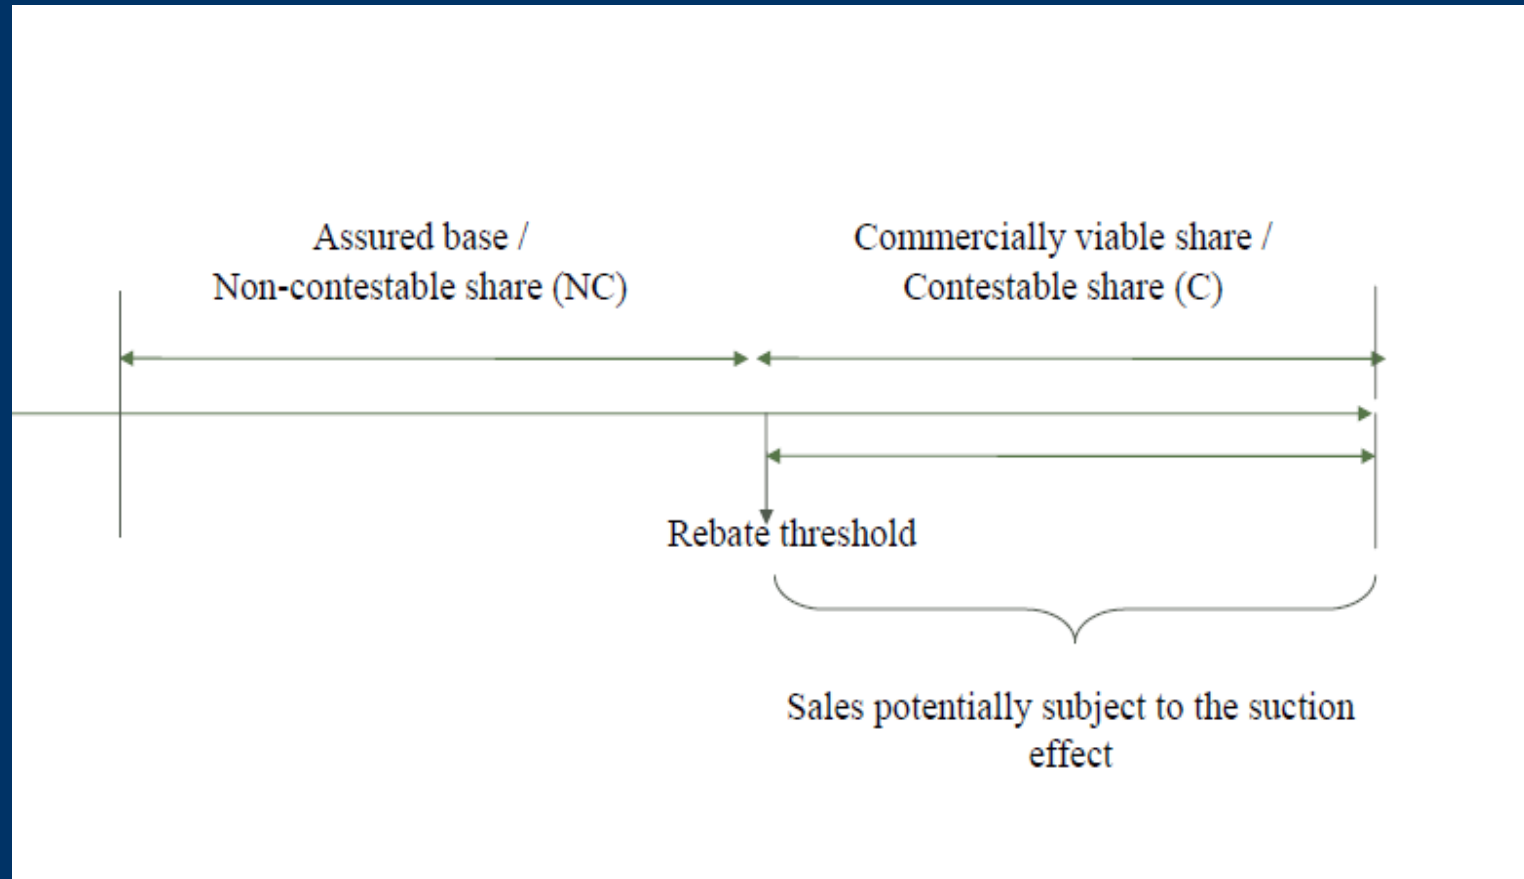 Assured base /
Non-contestable share (NC)
Commercially viable share /
Contestable share (C)
Rebate threshold
Sales potentially subject to the suction
effect